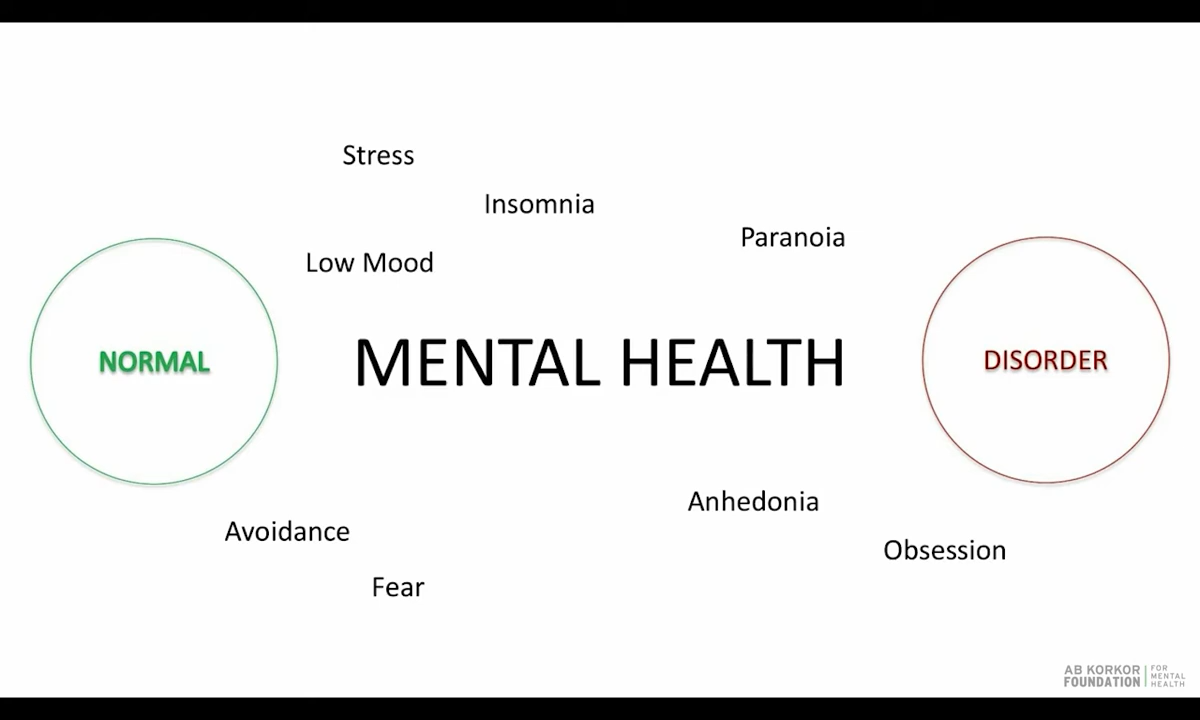 Stress
Insomnia
Paranoia
Low Mood
NORMAL
MENTAL HEALTH
DISORDER
Anhedonia
Avoidance
Obsession
Fear
AB KORKOR
FOUNDATION
FOR
MENTAL
HEALTH